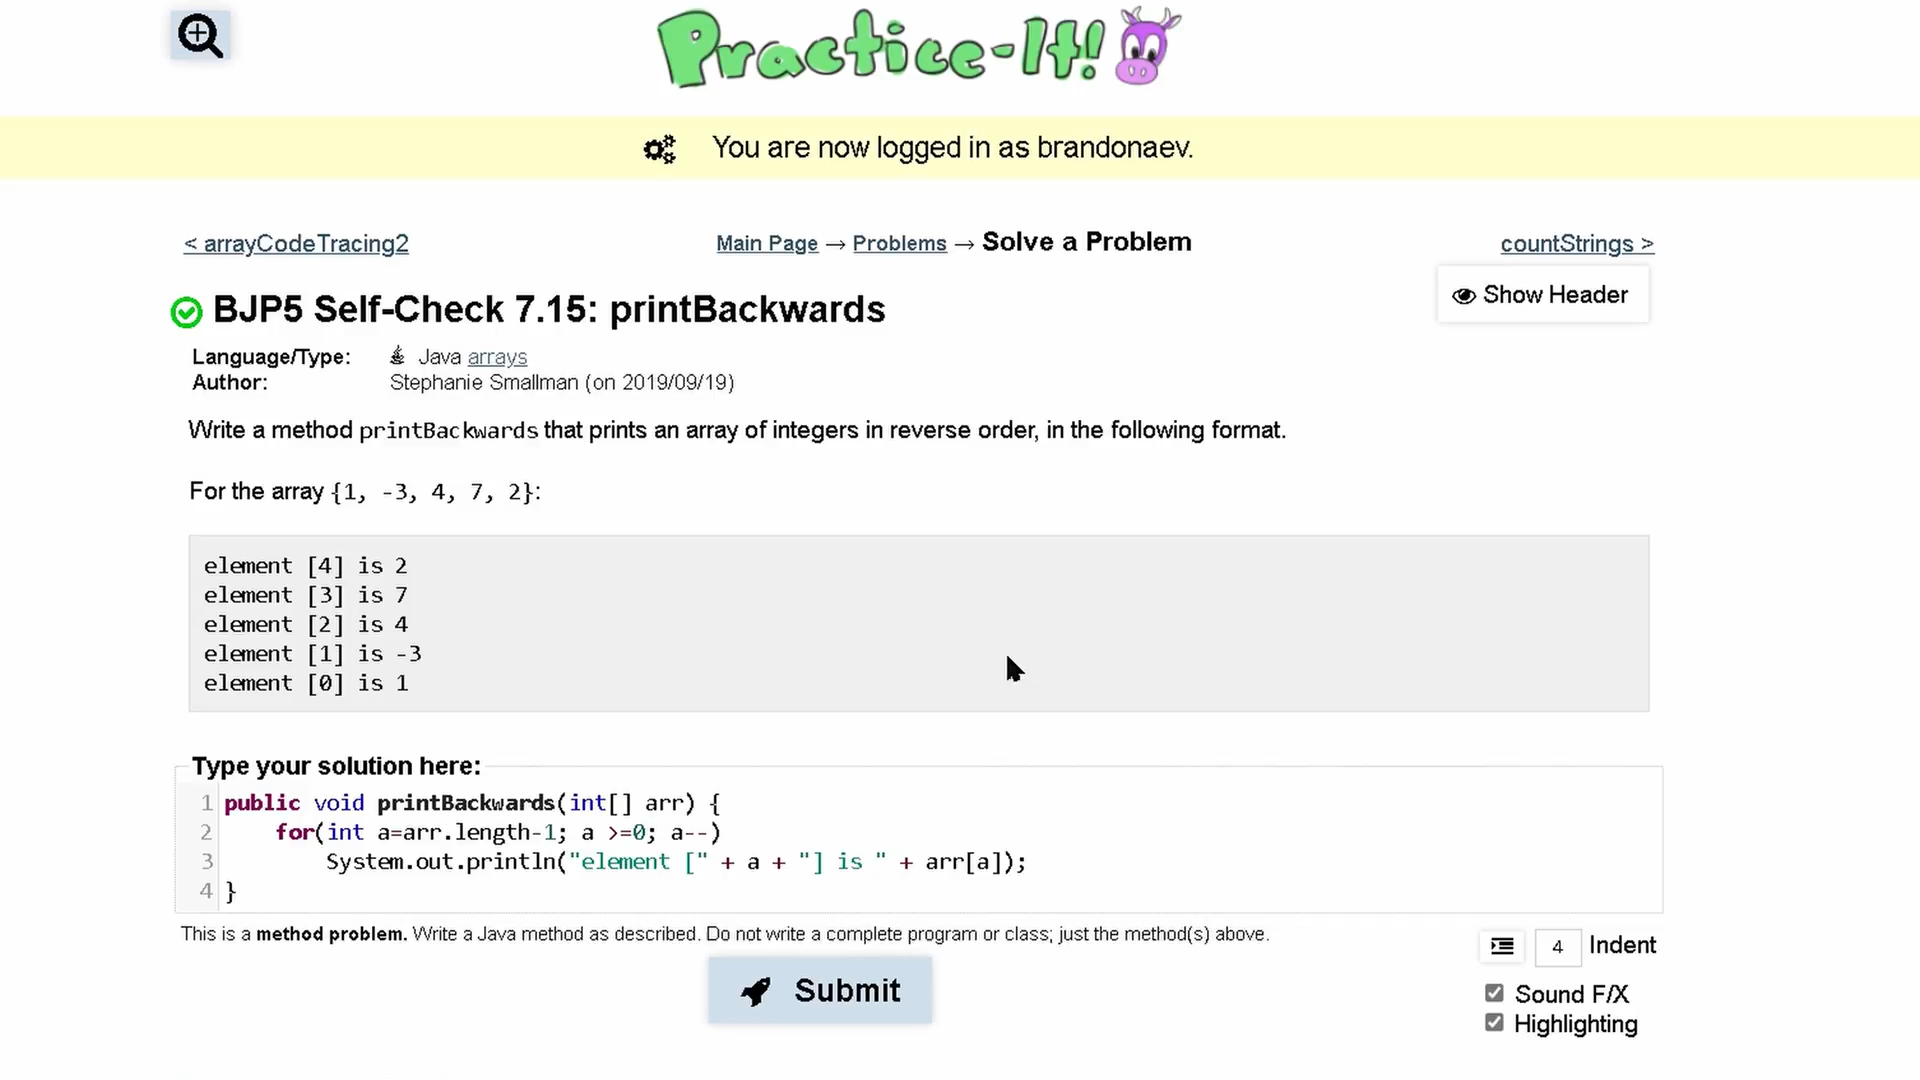 Practice-It!
You are now logged in as brandonaev.
< arrayCodeTracing2
Main Page → Problems → Solve a Problem
countStrings >
Show Header
BJP5 Self-Check 7.15: printBackwards
Language/Type: Java arrays
Author: Stephanie Smallman (on 2019/09/19)
Write a method printBackwards that prints an array of integers in reverse order, in the following format.
For the array {1, -3, 4, 7, 2}:
element [4] is 2
element [3] is 7
element [2] is 4
element [1] is -3
element [0] is 1
Type your solution here:
1 public void printBackwards(int[] arr) {
2     for(int a=arr.length-1; a >=0; a--)
3         System.out.println("element [" + a + "] is " + arr[a]);
4 }
This is a method problem. Write a Java method as described. Do not write a complete program or class; just the method(s) above.
4 Indent
Submit
Sound F/X
Highlighting